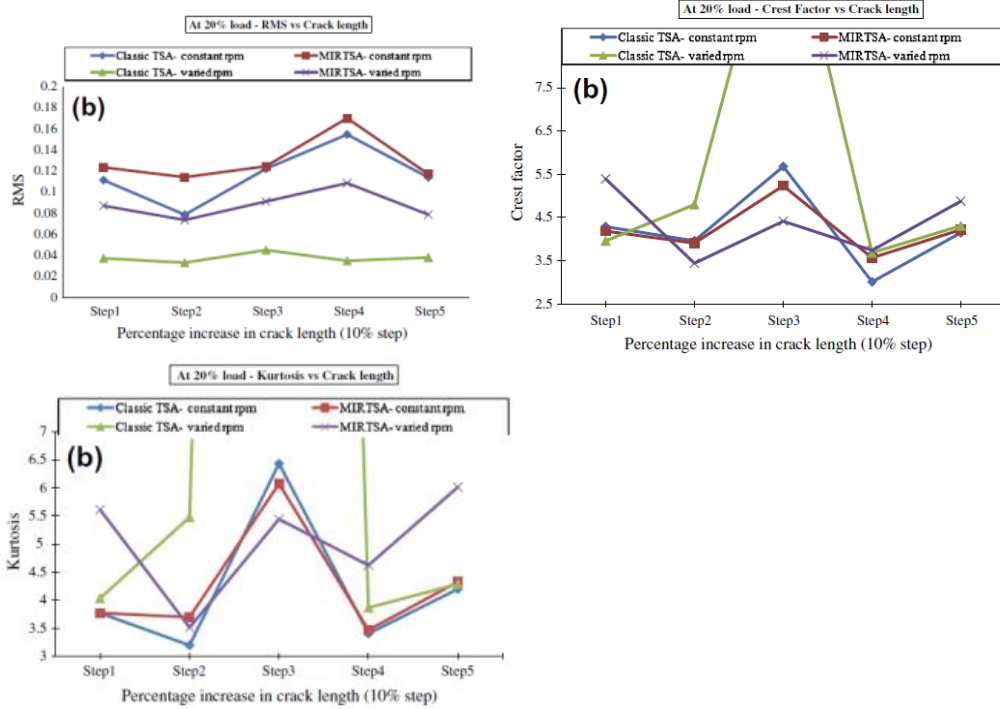 At 20% load - RMS vs Crack length
Classic TSA- constant rpm MIRTSA- constant rpm
Classic TSA- varied rpm MIRTSA- varied rpm
(b)
0.2
0.18
0.16
0.14
0.12
0.1
0.08
0.06
0.04
0.02
0
RMS
Step1 Step2 Step3 Step4 Step5
Percentage increase in crack length (10% step)
At 20% load - Crest Factor vs Crack length
Classic TSA- constant rpm MIRTSA- constant rpm
Classic TSA- varied rpm MIRTSA- varied rpm
(b)
7.5
6.5
5.5
4.5
3.5
2.5
Crest factor
Step1 Step2 Step3 Step4 Step5
Percentage increase in crack length (10% step)
At 20% load - Kurtosis vs Crack length
Classic TSA- constant rpm MIRTSA- constant rpm
Classic TSA- varied rpm MIRTSA- varied rpm
(b)
7
6.5
6
5.5
5
4.5
4
3.5
3
Kurtosis
Step1 Step2 Step3 Step4 Step5
Percentage increase in crack length (10% step)